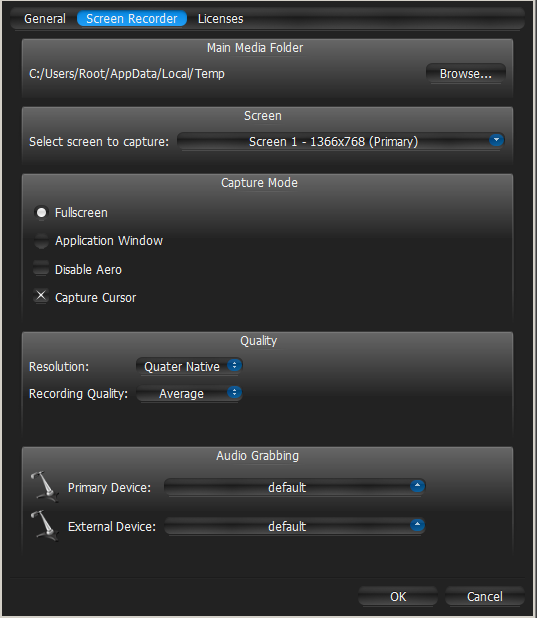 General Screen Recorder Licenses
Main Media Folder
C:/Users/Root/AppData/Local/Temp Browse...
Screen
Select screen to capture: Screen 1 - 1366x768 (Primary)
Capture Mode
Fullscreen
Application Window
Disable Aero
Capture Cursor
Quality
Resolution: Quater Native
Recording Quality: Average
Audio Grabbing
Primary Device: default
External Device: default
OK Cancel